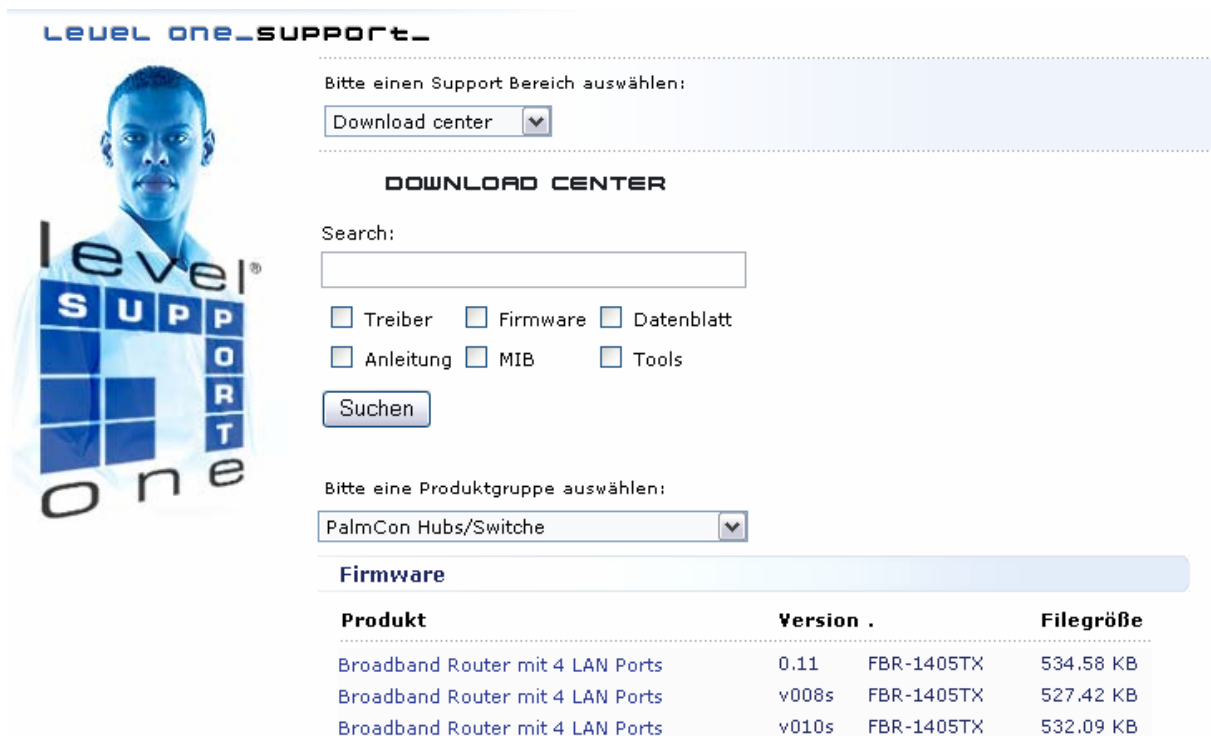 Level one_support_
Bitte einen Support Bereich auswählen:
Download center
DOWNLOAD CENTER
Search:
Treiber Firmware Datenblatt
Anleitung MIB Tools
Suchen
level®
SUPPORT
one
Bitte eine Produktgruppe auswählen:
PalmCon Hubs/Switche
Firmware
Produkt Version . Filegröße
Broadband Router mit 4 LAN Ports 0.11 FBR-1405TX 534.58 KB
Broadband Router mit 4 LAN Ports v008s FBR-1405TX 527.42 KB
Broadband Router mit 4 LAN Ports v010s FBR-1405TX 532.09 KB